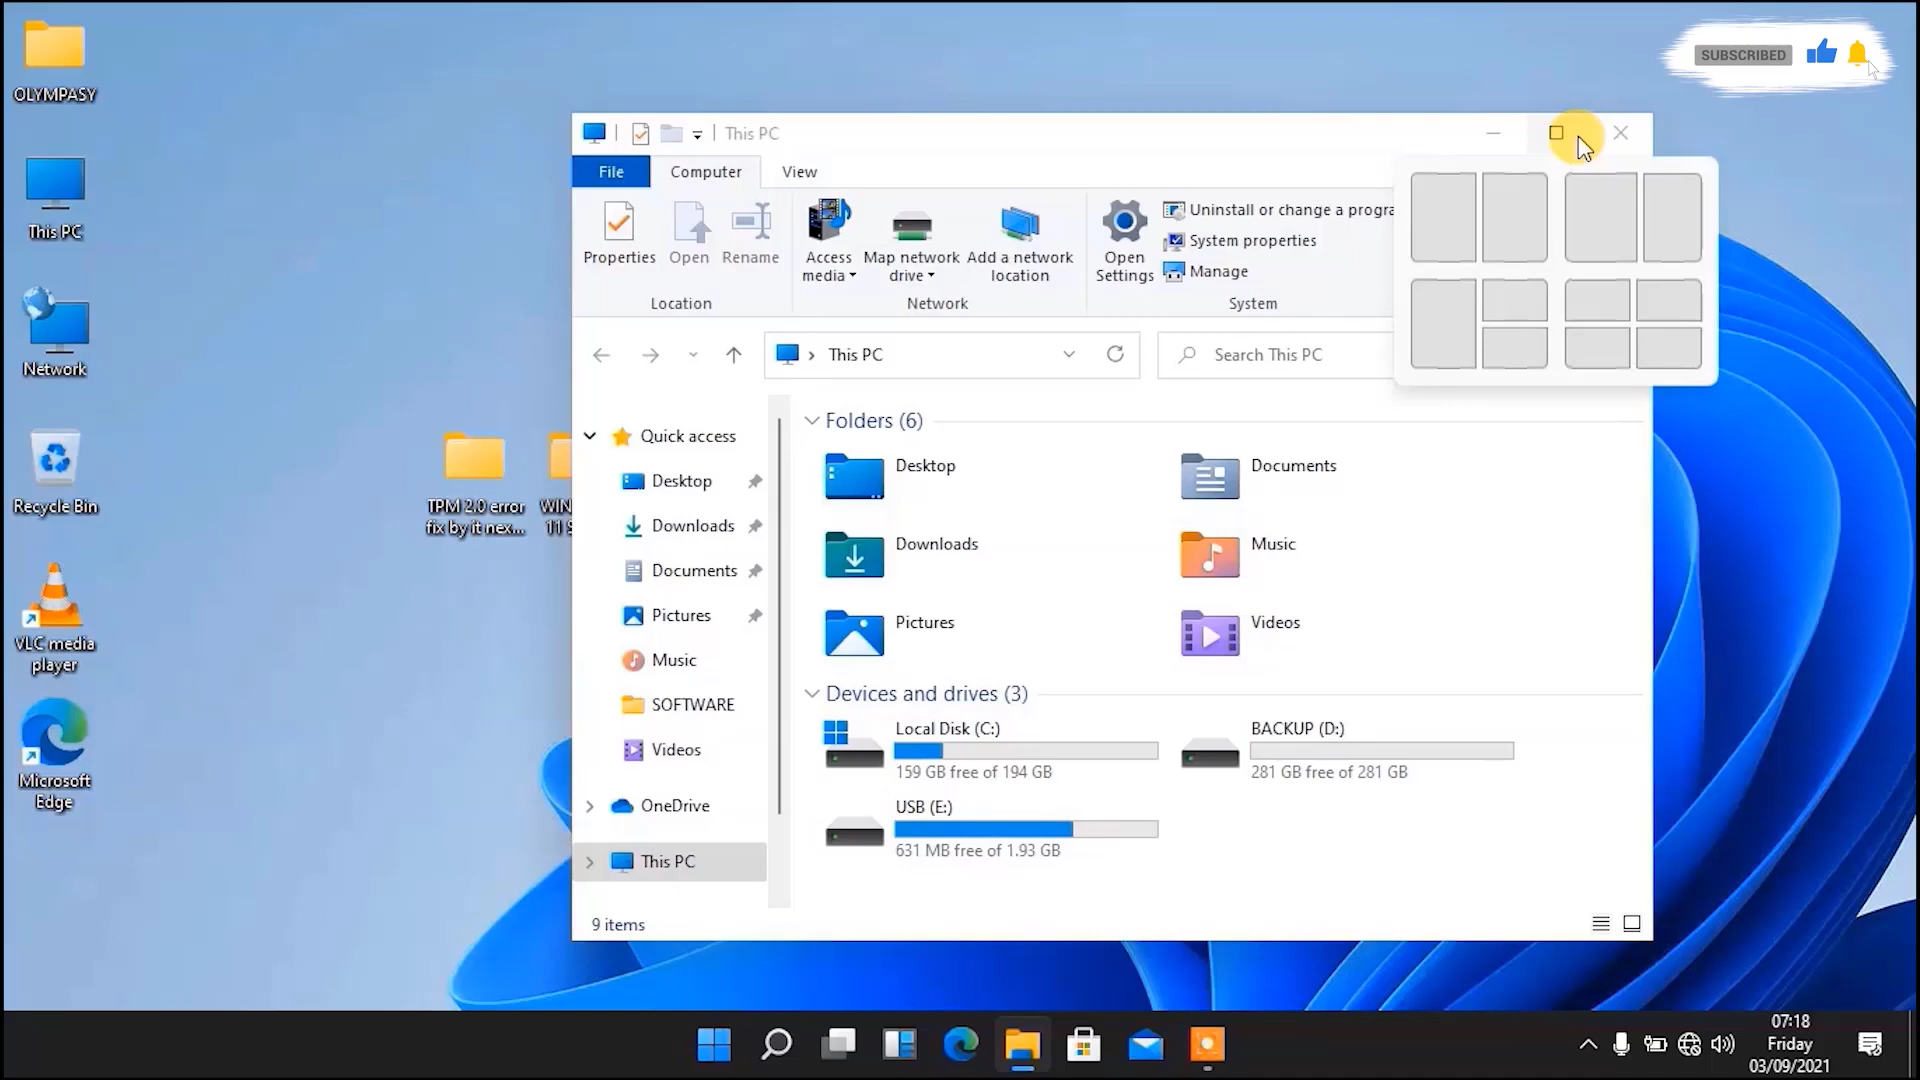 OLYMPASY
This PC
Network
Recycle Bin
VLC media
player
Microsoft
Edge
TPM 2.0 error
fix by it nex...
WIN
11 S
SUBSCRIBED
This PC
File
Computer
View
Properties
Open
Rename
Location
Access
media
Map network
drive
Add a network
location
Network
Open
Settings
Uninstall or change a progra
System properties
Manage
System
This PC
Search This PC
Quick access
Desktop
Downloads
Documents
Pictures
Music
SOFTWARE
Videos
OneDrive
This PC
Folders (6)
Desktop
Documents
Downloads
Music
Pictures
Videos
Devices and drives (3)
Local Disk (C:)
159 GB free of 194 GB
BACKUP (D:)
281 GB free of 281 GB
USB (E:)
631 MB free of 1.93 GB
9 items
07:18
Friday
03/09/2021